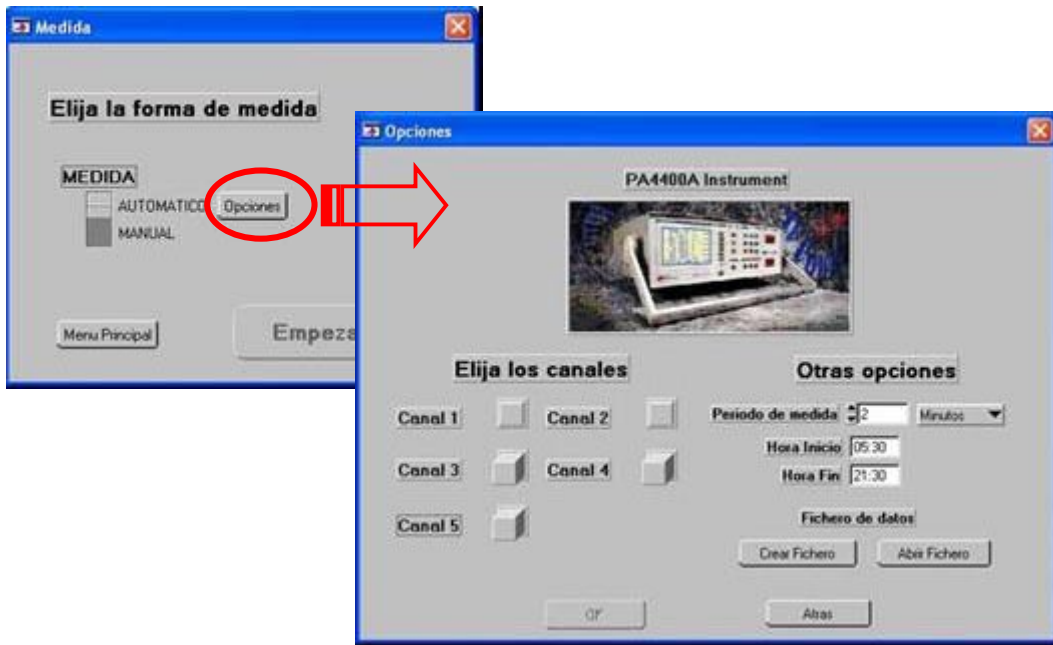 Medida
Elija la forma de medida
MEDIDA
AUTOMATICO
Opciones
MANUAL
Menu Principal
Empeza
Opciones
PA4400A Instrument
Elija los canales
Canal 1
Canal 2
Canal 3
Canal 4
Canal 5
Otras opciones
Periodo de medida 2 Minutos
Hora Inicio 05:30
Hora Fin 21:30
Fichero de datos
Crear Fichero
Abrir Fichero
Atras